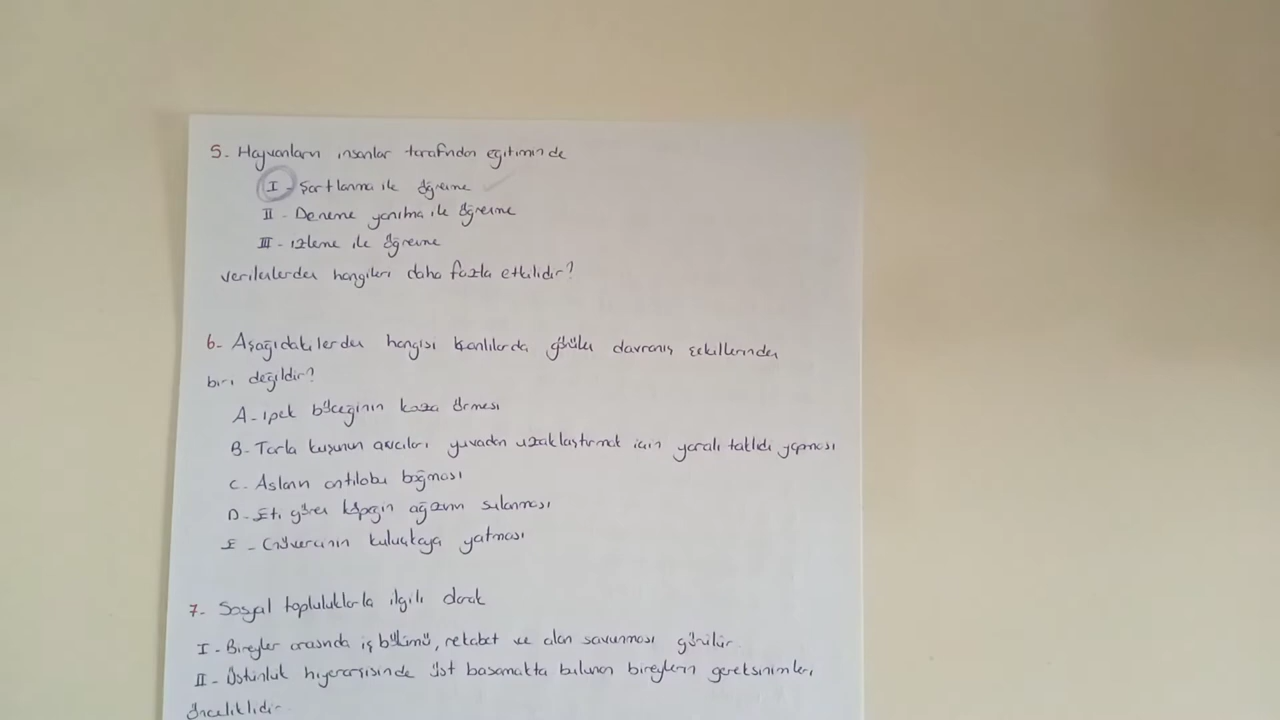 5- Hayvanların insanlar tarafından eğitiminde
I - Şartlanma ile öğrenme
II - Deneme yanılma ile öğrenme
III - izleme ile öğrenme
verilenlerden hangileri daha fazla etkilidir?
6- Aşağıdakilerden hangisi canlılarda görülen davranış şekillerinden
biri değildir?
A- ipek böceğinin koza örmesi
B- Tarla kuşunun avcıları yuvadan uzaklaştırmak için yaralı taklidi yapması
C- Aslanın antilobu boğması
D- Eti gören köpeğin ağzının sulanması
E - Güvercinin kuluçkaya yatması
7- Sosyal topluluklarla ilgili olarak
I - Bireyler arasında iş bölümü, rekabet ve alan savunması görülür.
II - Üstünlük hiyerarşisinde üst basamakta bulunan bireylerin gereksinimleri
önceliklidir.